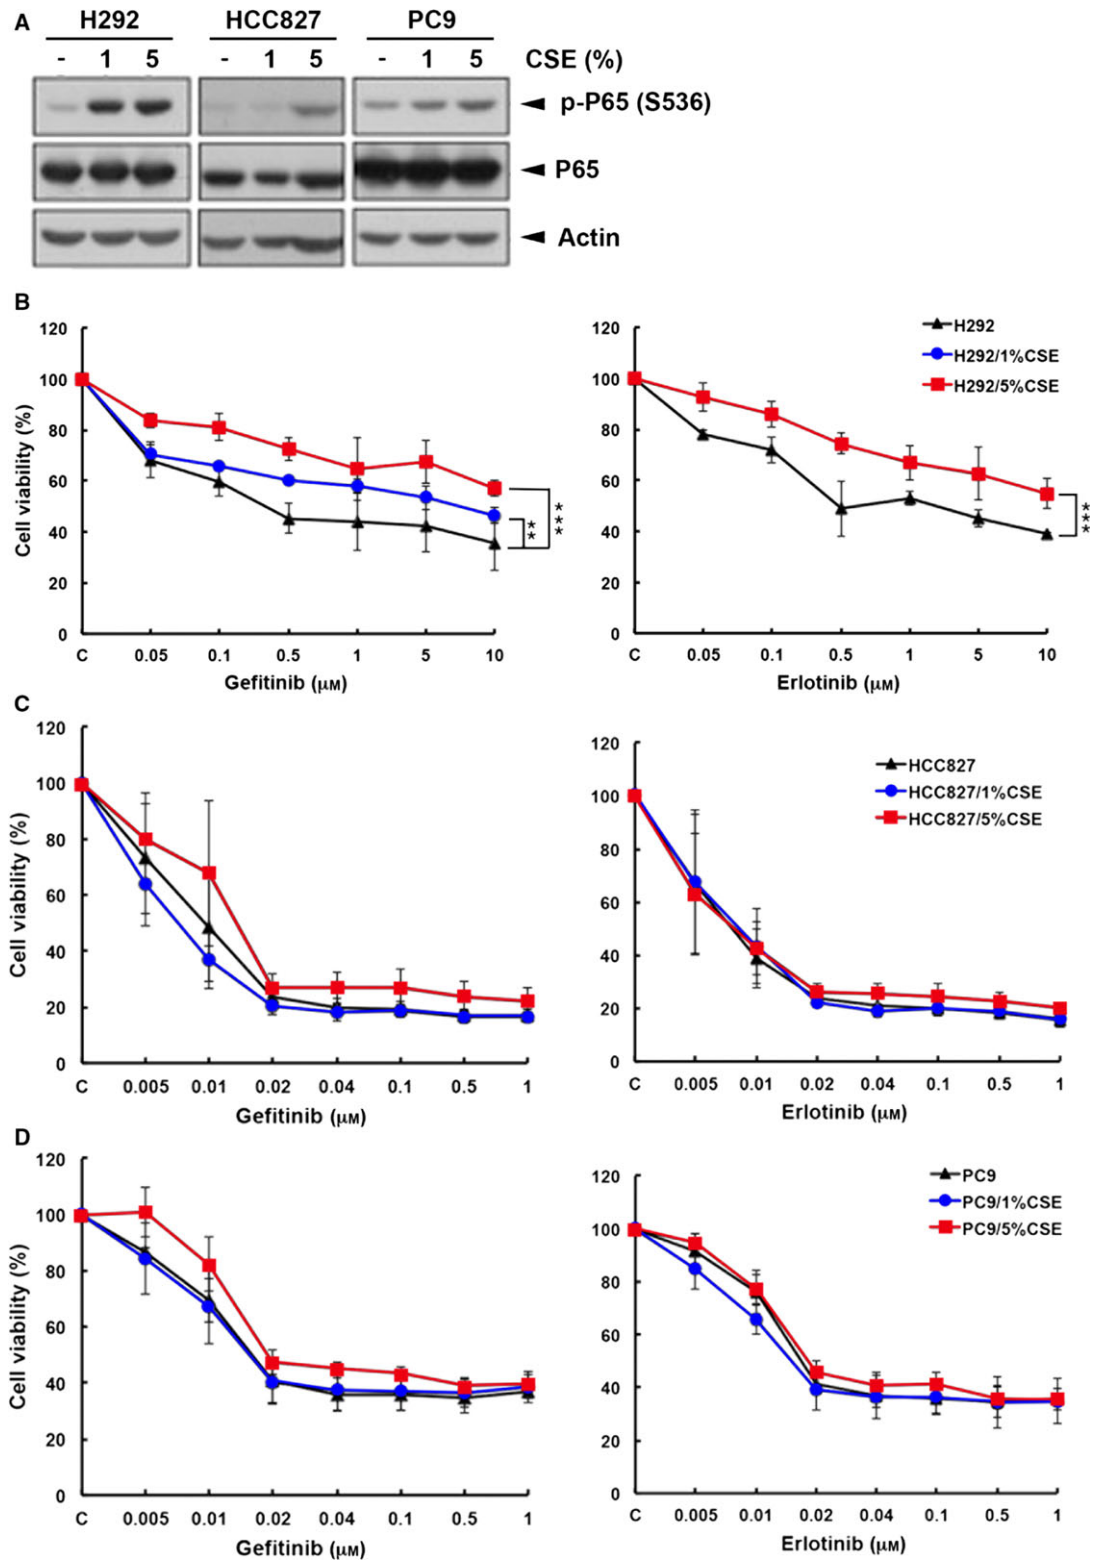 A
H292 HCC827 PC9
- 1 5 - 1 5 - 1 5 CSE (%)
p-P65 (S536)
P65
Actin
B
120
100
80
60
40
20
0
Cell viability (%)
C 0.05 0.1 0.5 1 5 10
Gefitinib (μM)
**
***
120
100
80
60
40
20
0
C 0.05 0.1 0.5 1 5 10
Erlotinib (μM)
H292
H292/1%CSE
H292/5%CSE
***
C
120
100
80
60
40
20
0
Cell viability (%)
C 0.005 0.01 0.02 0.04 0.1 0.5 1
Gefitinib (μM)
120
100
80
60
40
20
0
C 0.005 0.01 0.02 0.04 0.1 0.5 1
Erlotinib (μM)
HCC827
HCC827/1%CSE
HCC827/5%CSE
D
120
100
80
60
40
20
0
Cell viability (%)
C 0.005 0.01 0.02 0.04 0.1 0.5 1
Gefitinib (μM)
120
100
80
60
40
20
0
C 0.005 0.01 0.02 0.04 0.1 0.5 1
Erlotinib (μM)
PC9
PC9/1%CSE
PC9/5%CSE